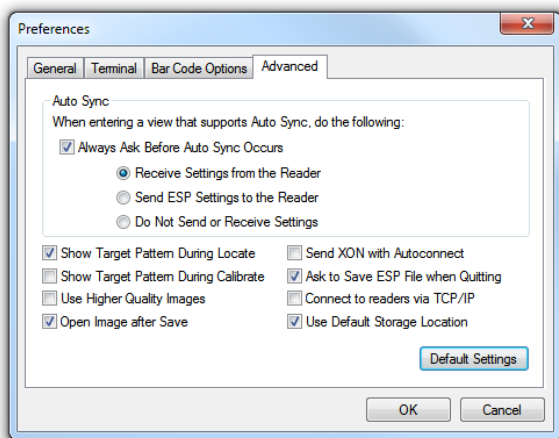 Preferences
General Terminal Bar Code Options Advanced
Auto Sync
When entering a view that supports Auto Sync, do the following:
Always Ask Before Auto Sync Occurs
Receive Settings from the Reader
Send ESP Settings to the Reader
Do Not Send or Receive Settings
Show Target Pattern During Locate Send XON with Autoconnect
Show Target Pattern During Calibrate Ask to Save ESP File when Quitting
Use Higher Quality Images Connect to readers via TCP/IP
Open Image after Save Use Default Storage Location
Default Settings
OK Cancel